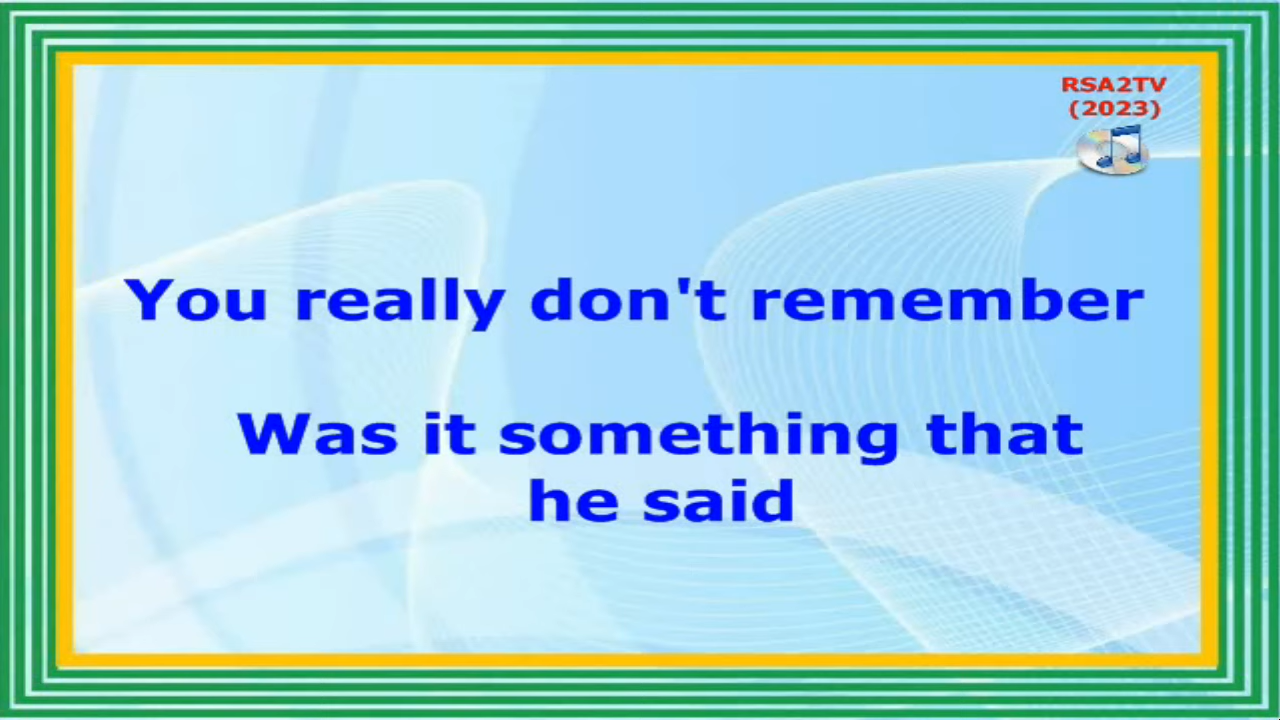 RSA2TV
(2023)
You really don't remember
Was it something that
he said